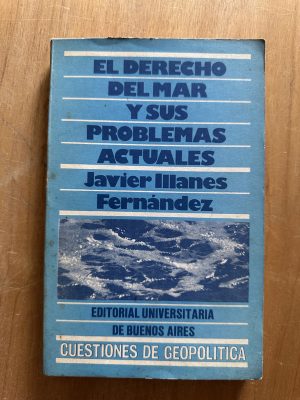 EL DERECHO
DEL MAR
Y SUS
PROBLEMAS
ACTUALES
Javier Illanes
Fernández
EDITORIAL UNIVERSITARIA
DE BUENOS AIRES
CUESTIONES DE GEOPOLITICA